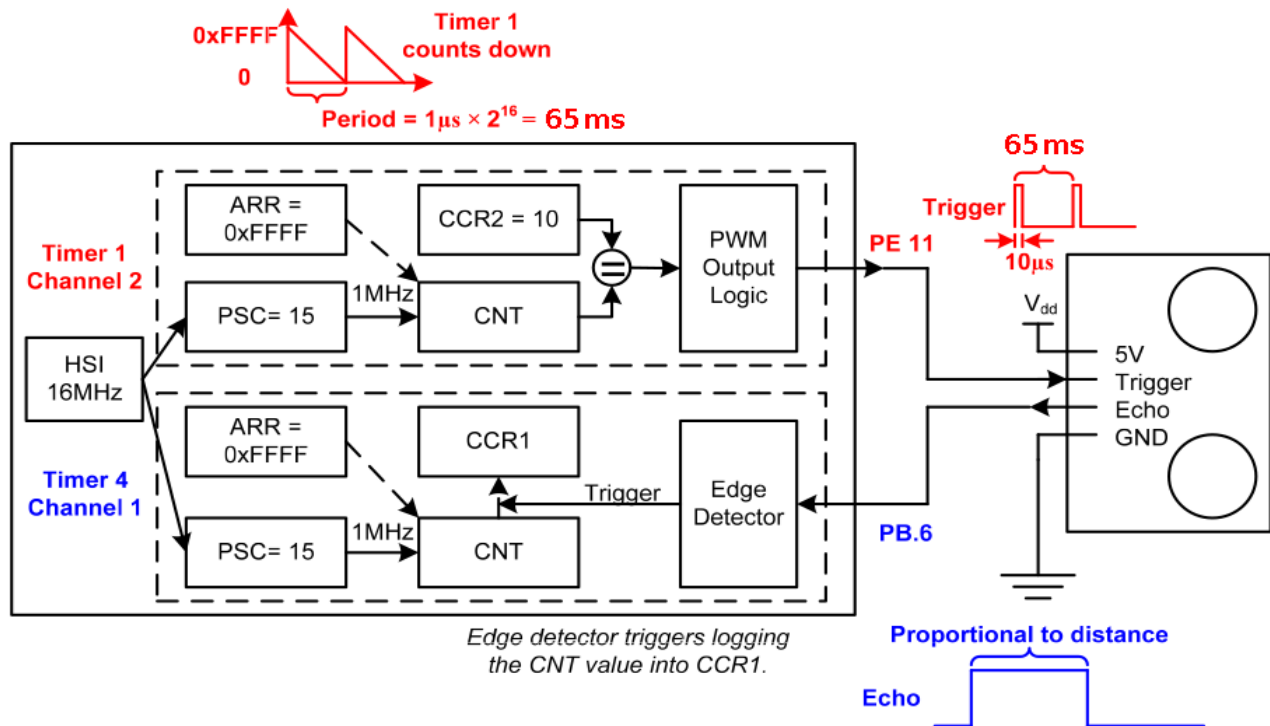 0xFFFF
0
Timer 1
counts down
Period = 1μs × 2¹⁶ = 65 ms
65 ms
Trigger
10μs
Timer 1
Channel 2
ARR =
0xFFFF
CCR2 = 10
PWM
Output
Logic
PE 11
PSC= 15
1MHz
CNT
=
HSI
16MHz
Vdd
5V
Trigger
Echo
GND
Timer 4
Channel 1
ARR =
0xFFFF
CCR1
Trigger
Edge
Detector
PB.6
PSC= 15
1MHz
CNT
Edge detector triggers logging
the CNT value into CCR1.
Proportional to distance
Echo